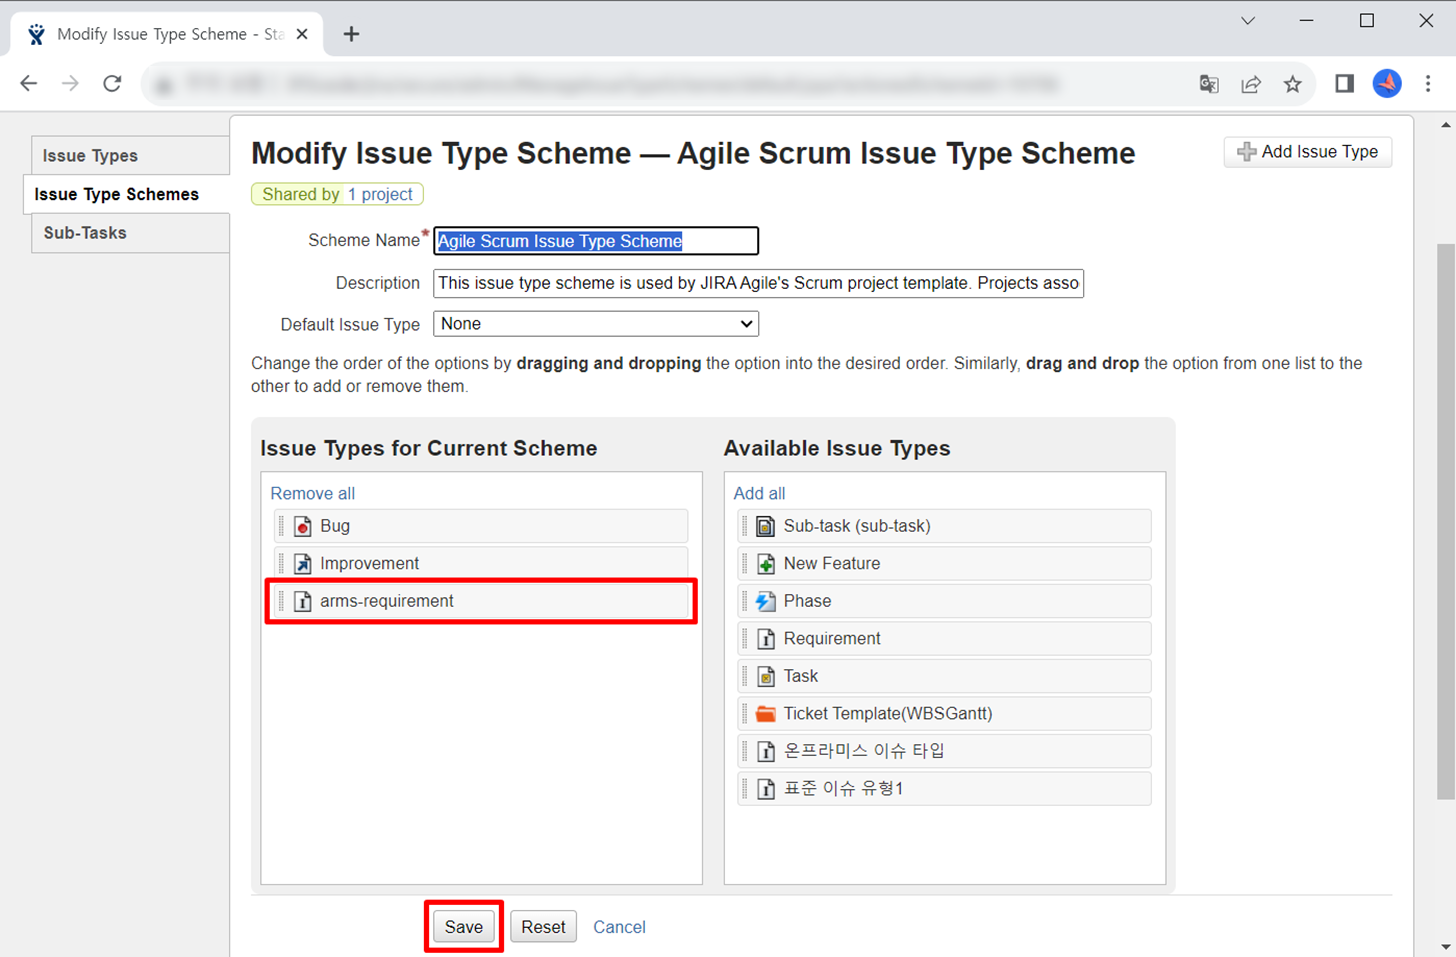 Modify Issue Type Scheme - Sta
Issue Types
Issue Type Schemes
Sub-Tasks
Modify Issue Type Scheme — Agile Scrum Issue Type Scheme
Add Issue Type
Shared by 1 project
Scheme Name* Agile Scrum Issue Type Scheme
Description This issue type scheme is used by JIRA Agile's Scrum project template. Projects asso
Default Issue Type None
Change the order of the options by dragging and dropping the option into the desired order. Similarly, drag and drop the option from one list to the
other to add or remove them.
Issue Types for Current Scheme
Remove all
Bug
Improvement
arms-requirement
Available Issue Types
Add all
Sub-task (sub-task)
New Feature
Phase
Requirement
Task
Ticket Template(WBSGantt)
온프라미스 이슈 타입
표준 이슈 유형1
Save Reset Cancel